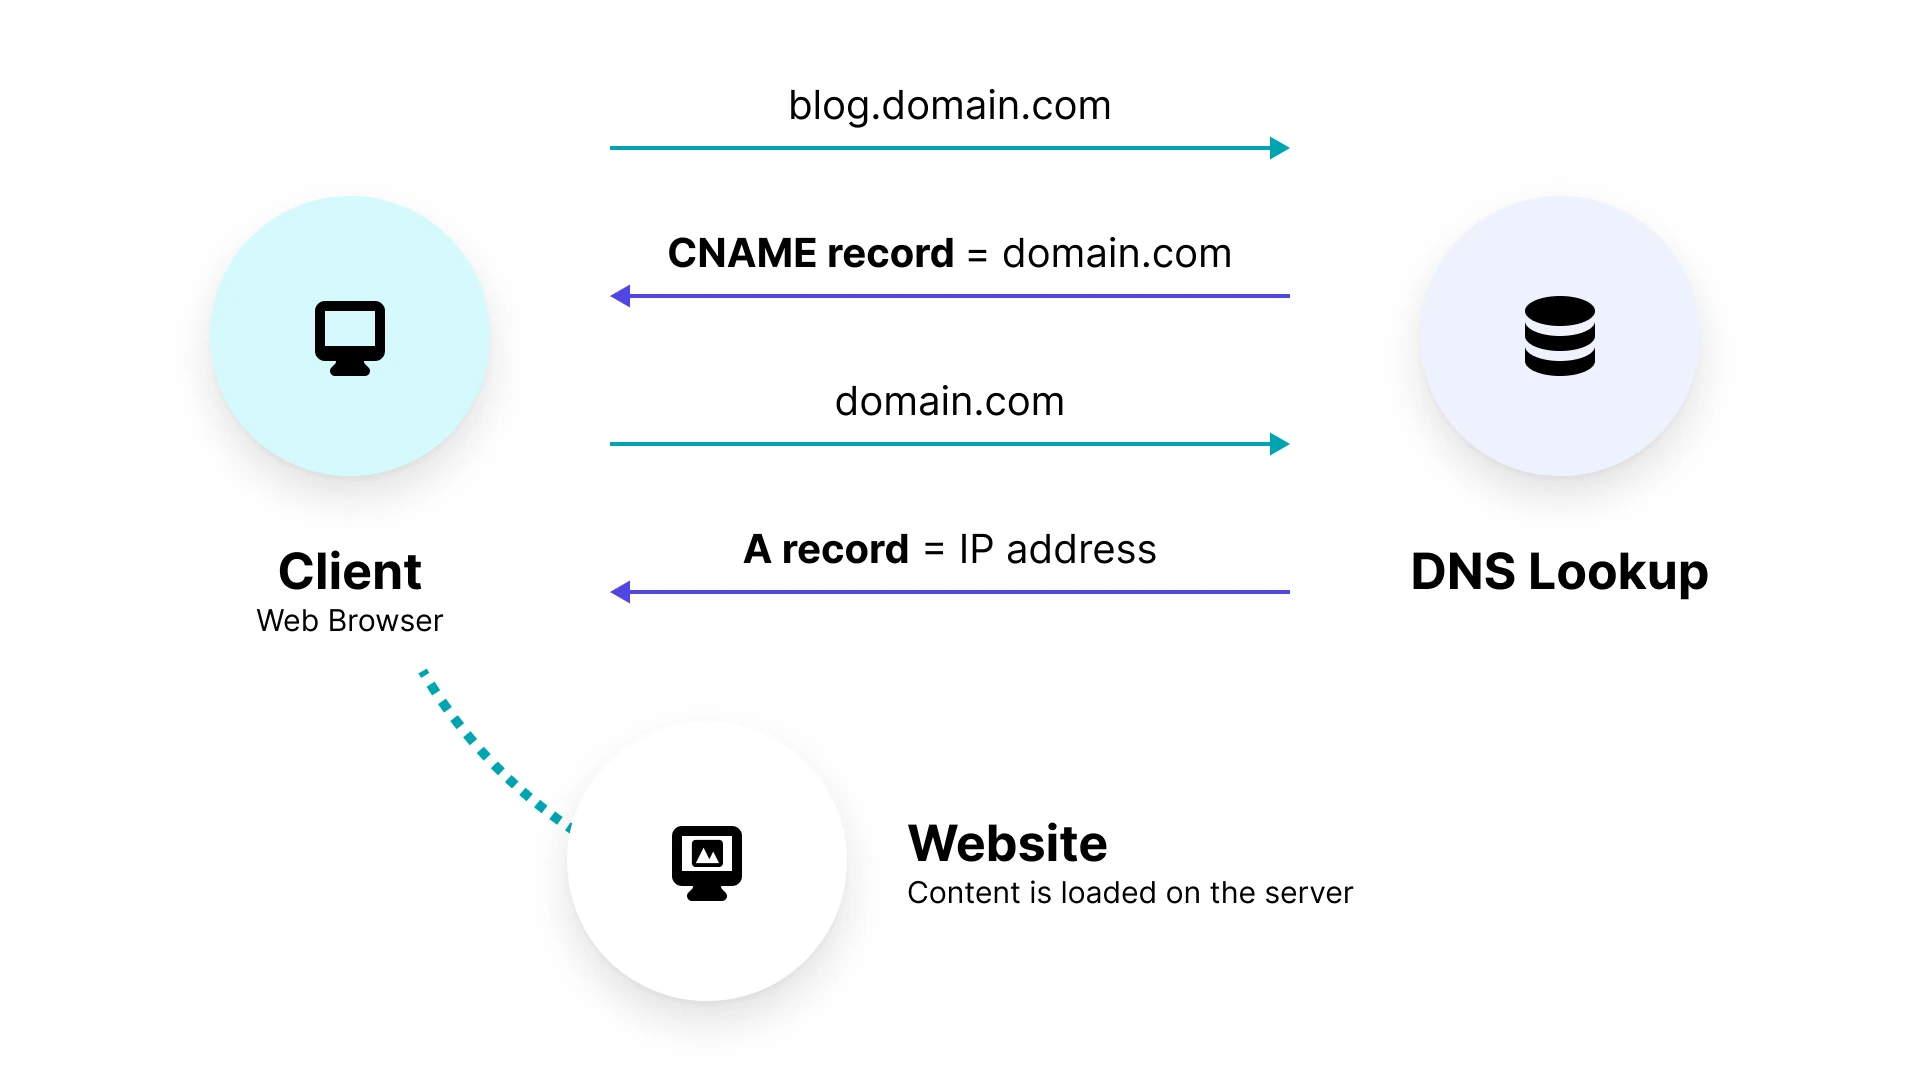 blog.domain.com
CNAME record = domain.com
domain.com
A record = IP address
Client
Web Browser
DNS Lookup
Website
Content is loaded on the server